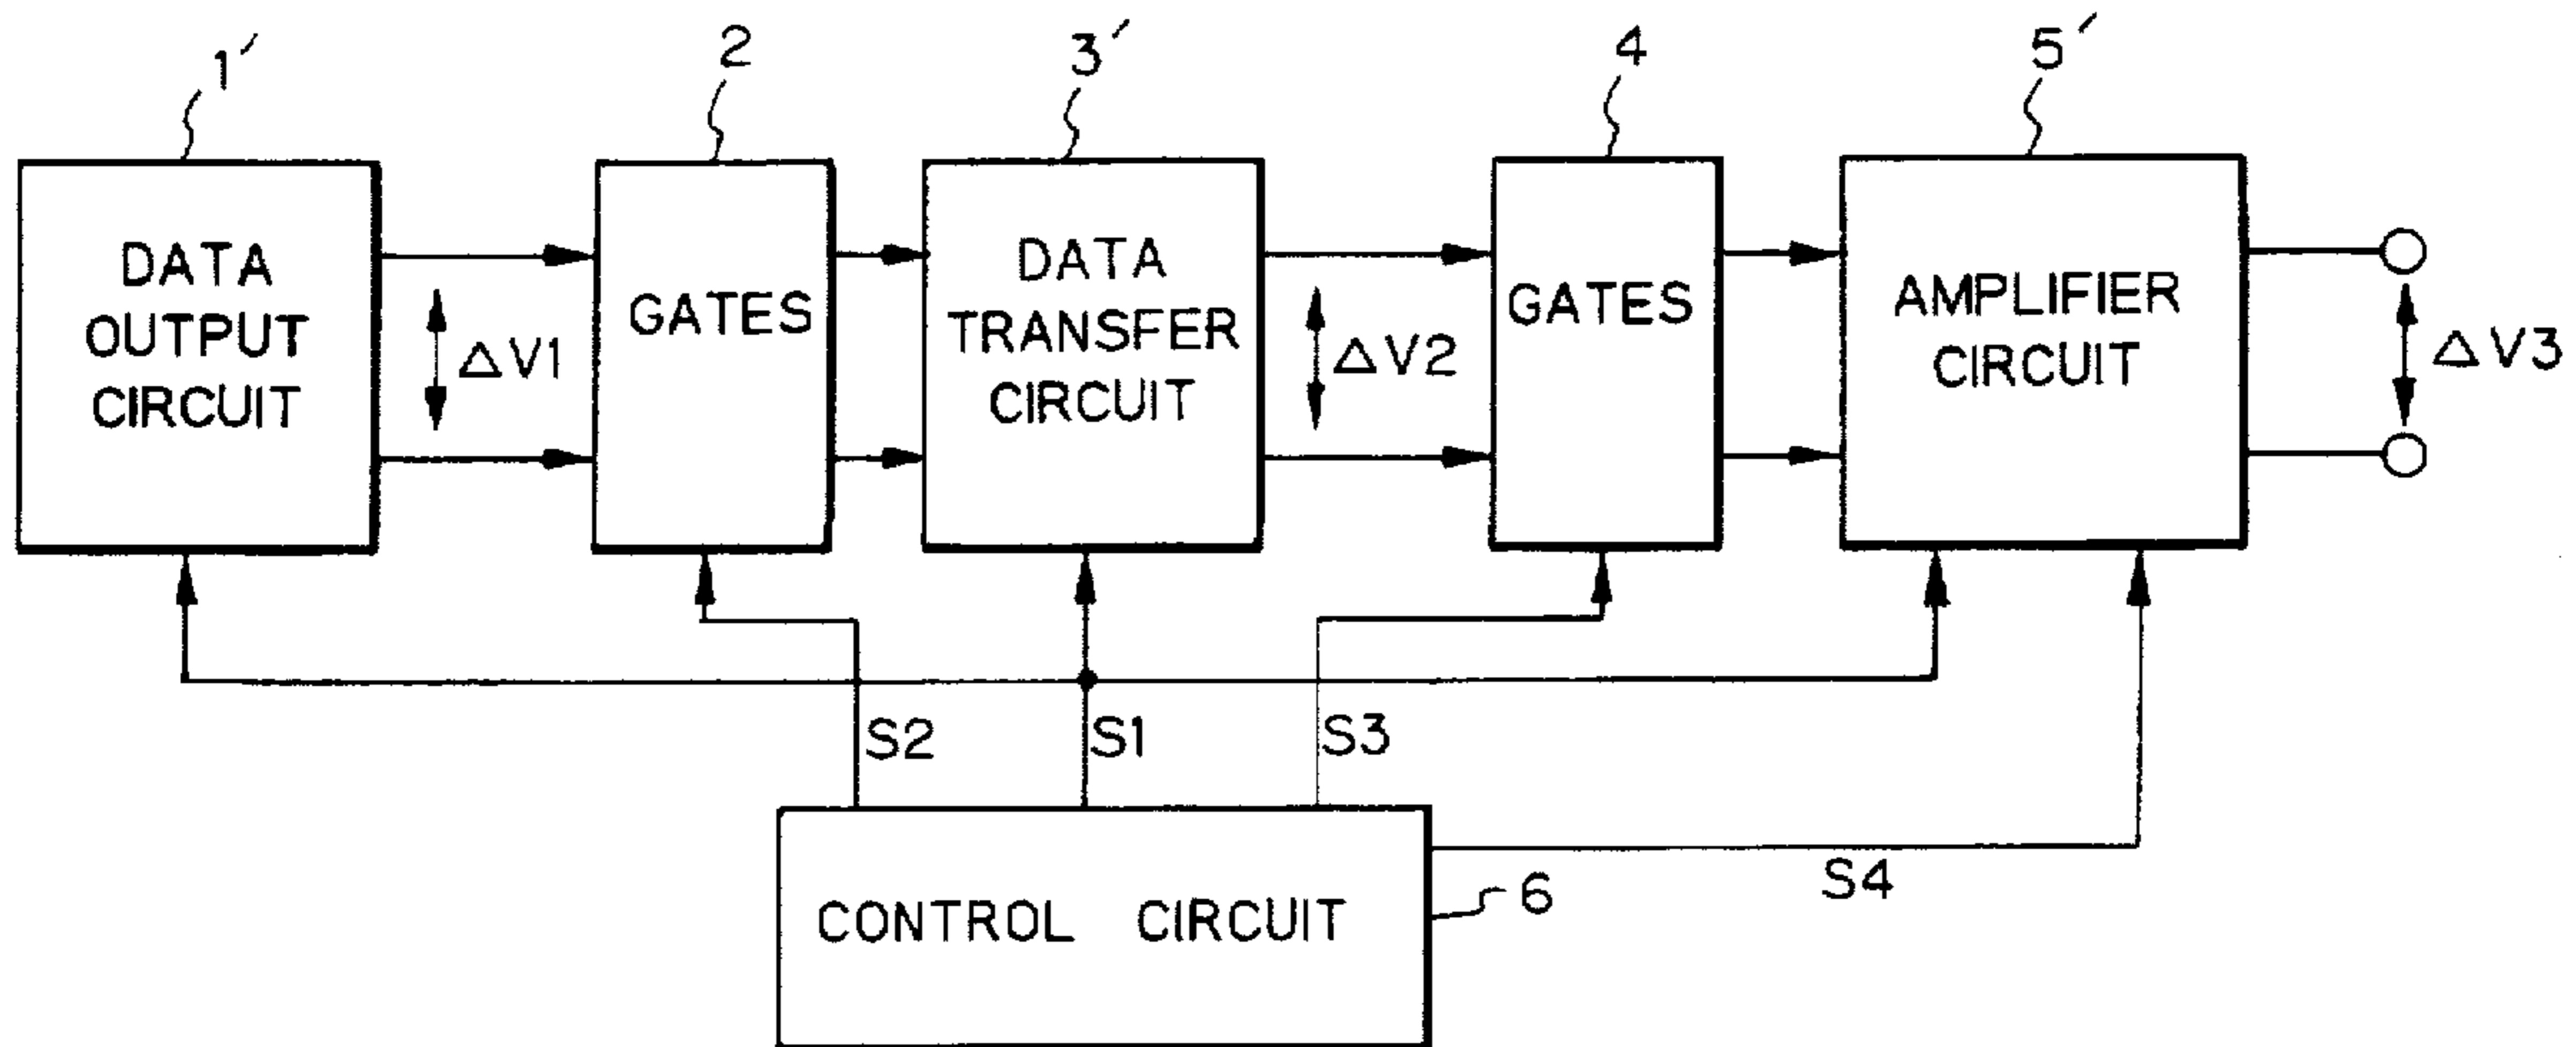 1′
2
3′
4
5′
DATA
OUTPUT
CIRCUIT
ΔV1
GATES
DATA
TRANSFER
CIRCUIT
ΔV2
GATES
AMPLIFIER
CIRCUIT
ΔV3
S2
S1
S3
S4
CONTROL CIRCUIT
6